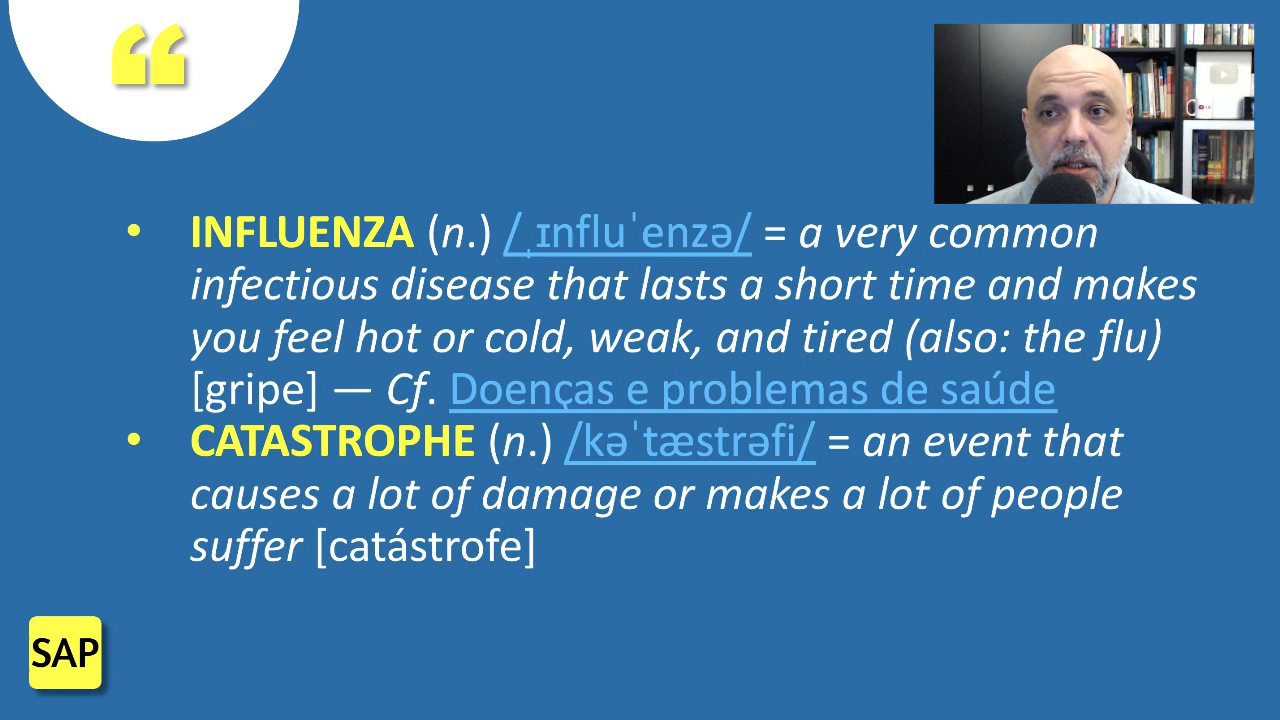 “
• INFLUENZA (n.) /ˌɪnfluˈenzə/ = a very common
infectious disease that lasts a short time and makes
you feel hot or cold, weak, and tired (also: the flu)
[gripe] — Cf. Doenças e problemas de saúde
• CATASTROPHE (n.) /kəˈtæstrəfi/ = an event that
causes a lot of damage or makes a lot of people
suffer [catástrofe]
SAP